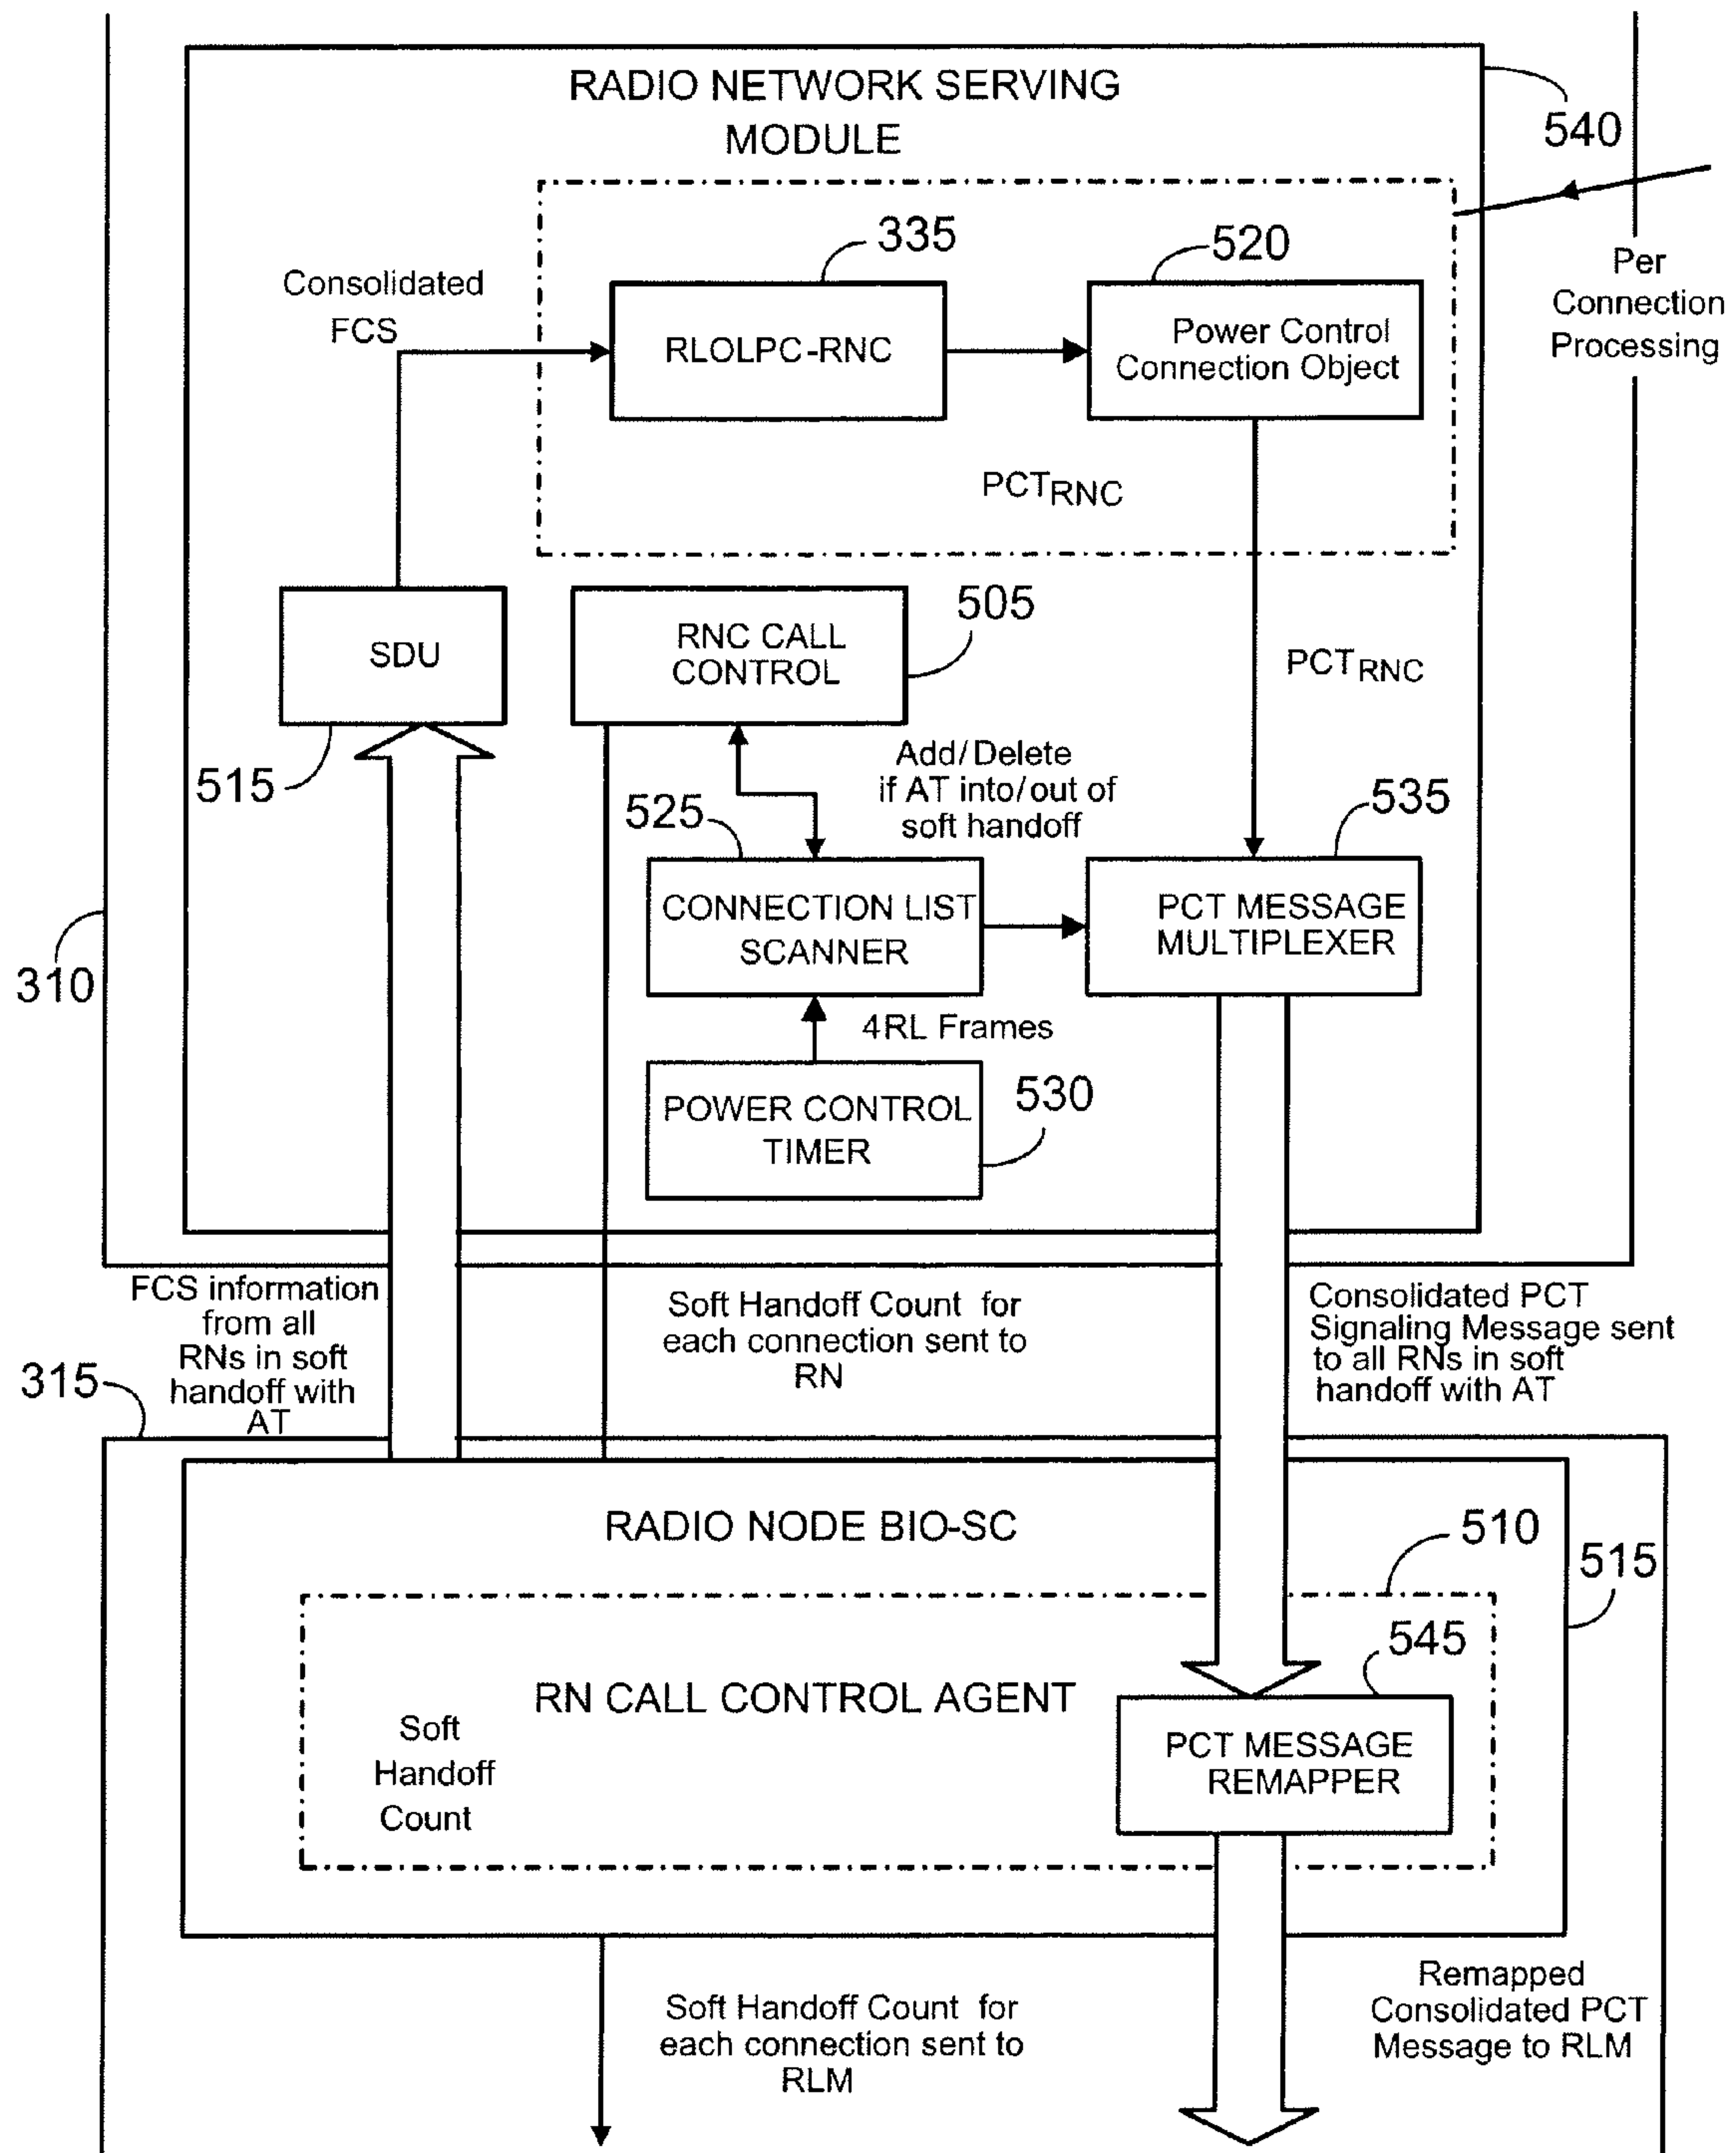 RADIO NETWORK SERVING
MODULE
540
335
520
Per
Connection
Processing
Consolidated
FCS
RLOLPC-RNC
Power Control
Connection Object
PCTRNC
505
SDU
RNC CALL
CONTROL
PCTRNC
515
Add/Delete
if AT into/out of
soft handoff
525
535
CONNECTION LIST
SCANNER
PCT MESSAGE
MULTIPLEXER
310
4RL Frames
POWER CONTROL
TIMER
530
FCS information
from all
RNs in soft
handoff with
AT
Soft Handoff Count for
each connection sent to
RN
Consolidated PCT
Signaling Message sent
to all RNs in soft
handoff with AT
315
RADIO NODE BIO-SC
510
515
545
RN CALL CONTROL AGENT
Soft
Handoff
Count
PCT MESSAGE
REMAPPER
Soft Handoff Count for
each connection sent to
RLM
Remapped
Consolidated PCT
Message to RLM